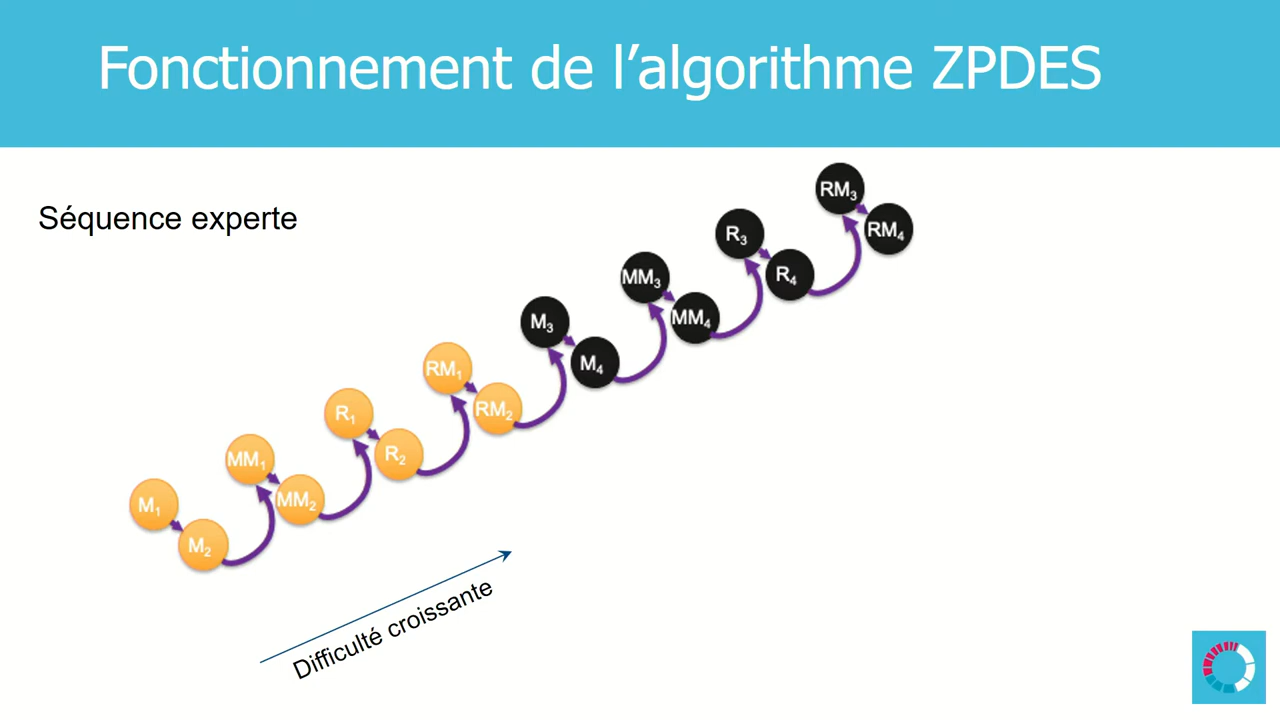 Fonctionnement de l’algorithme ZPDES
Séquence experte
M₁
M₂
MM₁
MM₂
R₁
R₂
RM₁
RM₂
M₃
M₄
MM₃
MM₄
R₃
R₄
RM₃
RM₄
Difficulté croissante